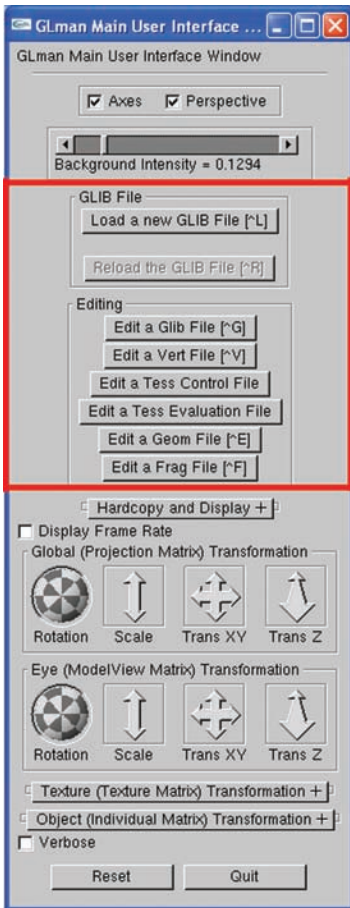 GLman Main User Interface ...
GLman Main User Interface Window
Axes Perspective
Background Intensity = 0.1294
GLIB File
Load a new GLIB File [^L]
Reload the GLIB File [^R]
Editing
Edit a Glib File [^G]
Edit a Vert File [^V]
Edit a Tess Control File
Edit a Tess Evaluation File
Edit a Geom File [^E]
Edit a Frag File [^F]
Hardcopy and Display +
Display Frame Rate
Global (Projection Matrix) Transformation
Rotation Scale Trans XY Trans Z
Eye (ModelView Matrix) Transformation
Rotation Scale Trans XY Trans Z
Texture (Texture Matrix) Transformation +
Object (Individual Matrix) Transformation +
Verbose
Reset Quit